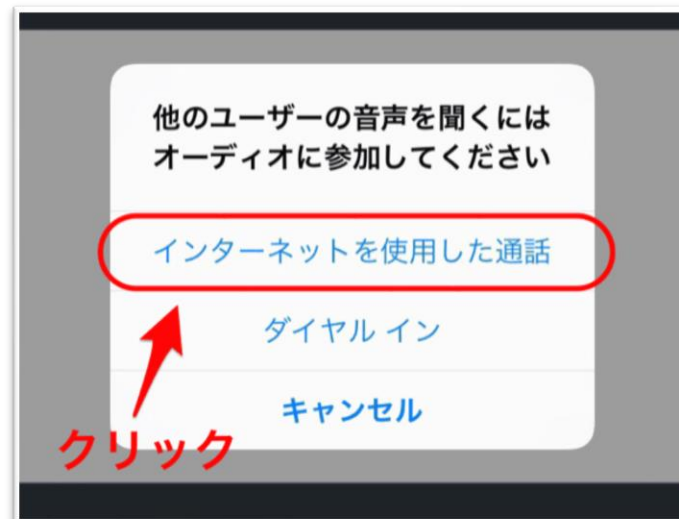 他のユーザーの音声を聞くには
オーディオに参加してください
インターネットを使用した通話
ダイヤル イン
キャンセル
クリック